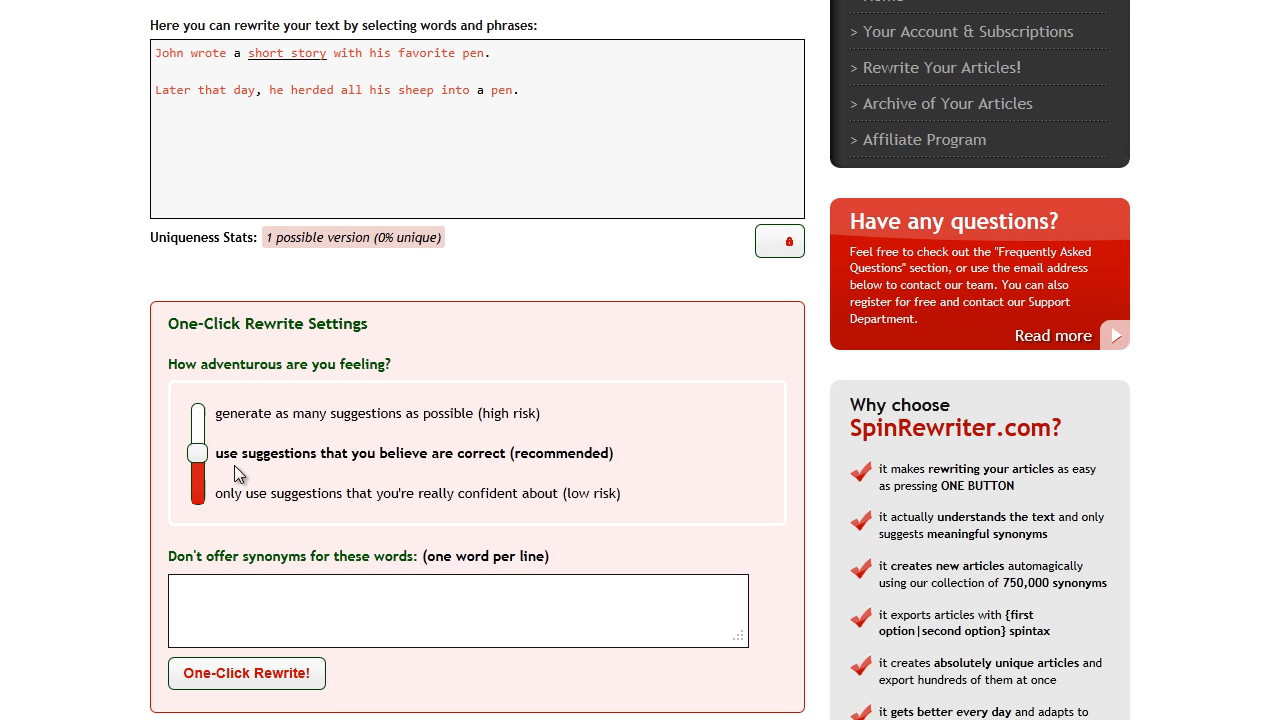 Here you can rewrite your text by selecting words and phrases:
John wrote a short story with his favorite pen.
Later that day, he herded all his sheep into a pen.
Uniqueness Stats: 1 possible version (0% unique)
One-Click Rewrite Settings
How adventurous are you feeling?
generate as many suggestions as possible (high risk)
use suggestions that you believe are correct (recommended)
only use suggestions that you're really confident about (low risk)
Don't offer synonyms for these words: (one word per line)
One-Click Rewrite!
> Your Account & Subscriptions
> Rewrite Your Articles!
> Archive of Your Articles
> Affiliate Program
Have any questions?
Feel free to check out the "Frequently Asked
Questions" section, or use the email address
below to contact our team. You can also
register for free and contact our Support
Department.
Read more
Why choose
SpinRewriter.com?
it makes rewriting your articles as easy
as pressing ONE BUTTON
it actually understands the text and only
suggests meaningful synonyms
it creates new articles automagically
using our collection of 750,000 synonyms
it exports articles with {first
option|second option} spintax
it creates absolutely unique articles and
export hundreds of them at once
it gets better every day and adapts to